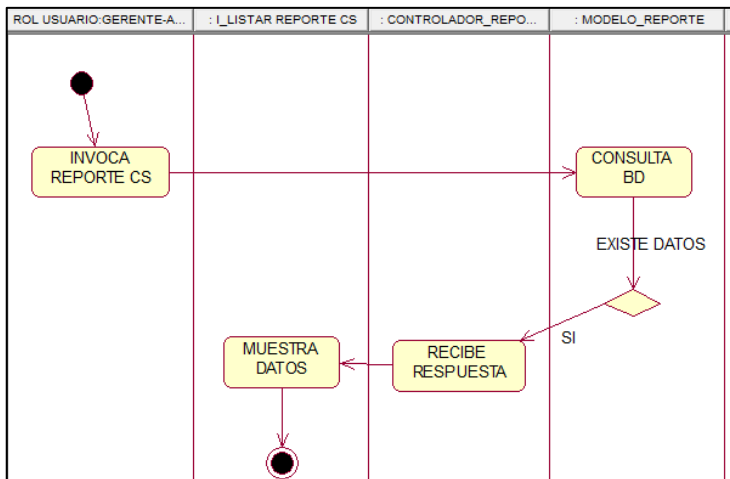 ROL USUARIO:GERENTE-A...
: I_LISTAR REPORTE CS
: CONTROLADOR_REPO...
: MODELO_REPORTE
INVOCA
REPORTE CS
CONSULTA
BD
EXISTE DATOS
SI
MUESTRA
DATOS
RECIBE
RESPUESTA